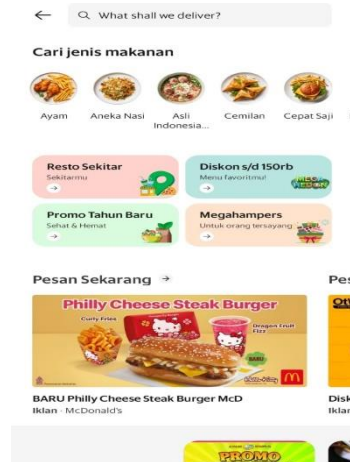 What shall we deliver?
Cari jenis makanan
Ayam
Aneka Nasi
Asli
Indonesia...
Cemilan
Cepat Saji
Resto Sekitar
Sekitarmu
Diskon s/d 150rb
Menu favoritmu!
Promo Tahun Baru
Sehat & Hemat
Megahampers
Untuk orang tersayang
Pesan Sekarang
Pes
Philly Cheese Steak Burger
Curly Fries
Dragon Fruit
Fizz
BARU
BARU Philly Cheese Steak Burger McD
Iklan · McDonald's
Disk
Iklan
PROMO